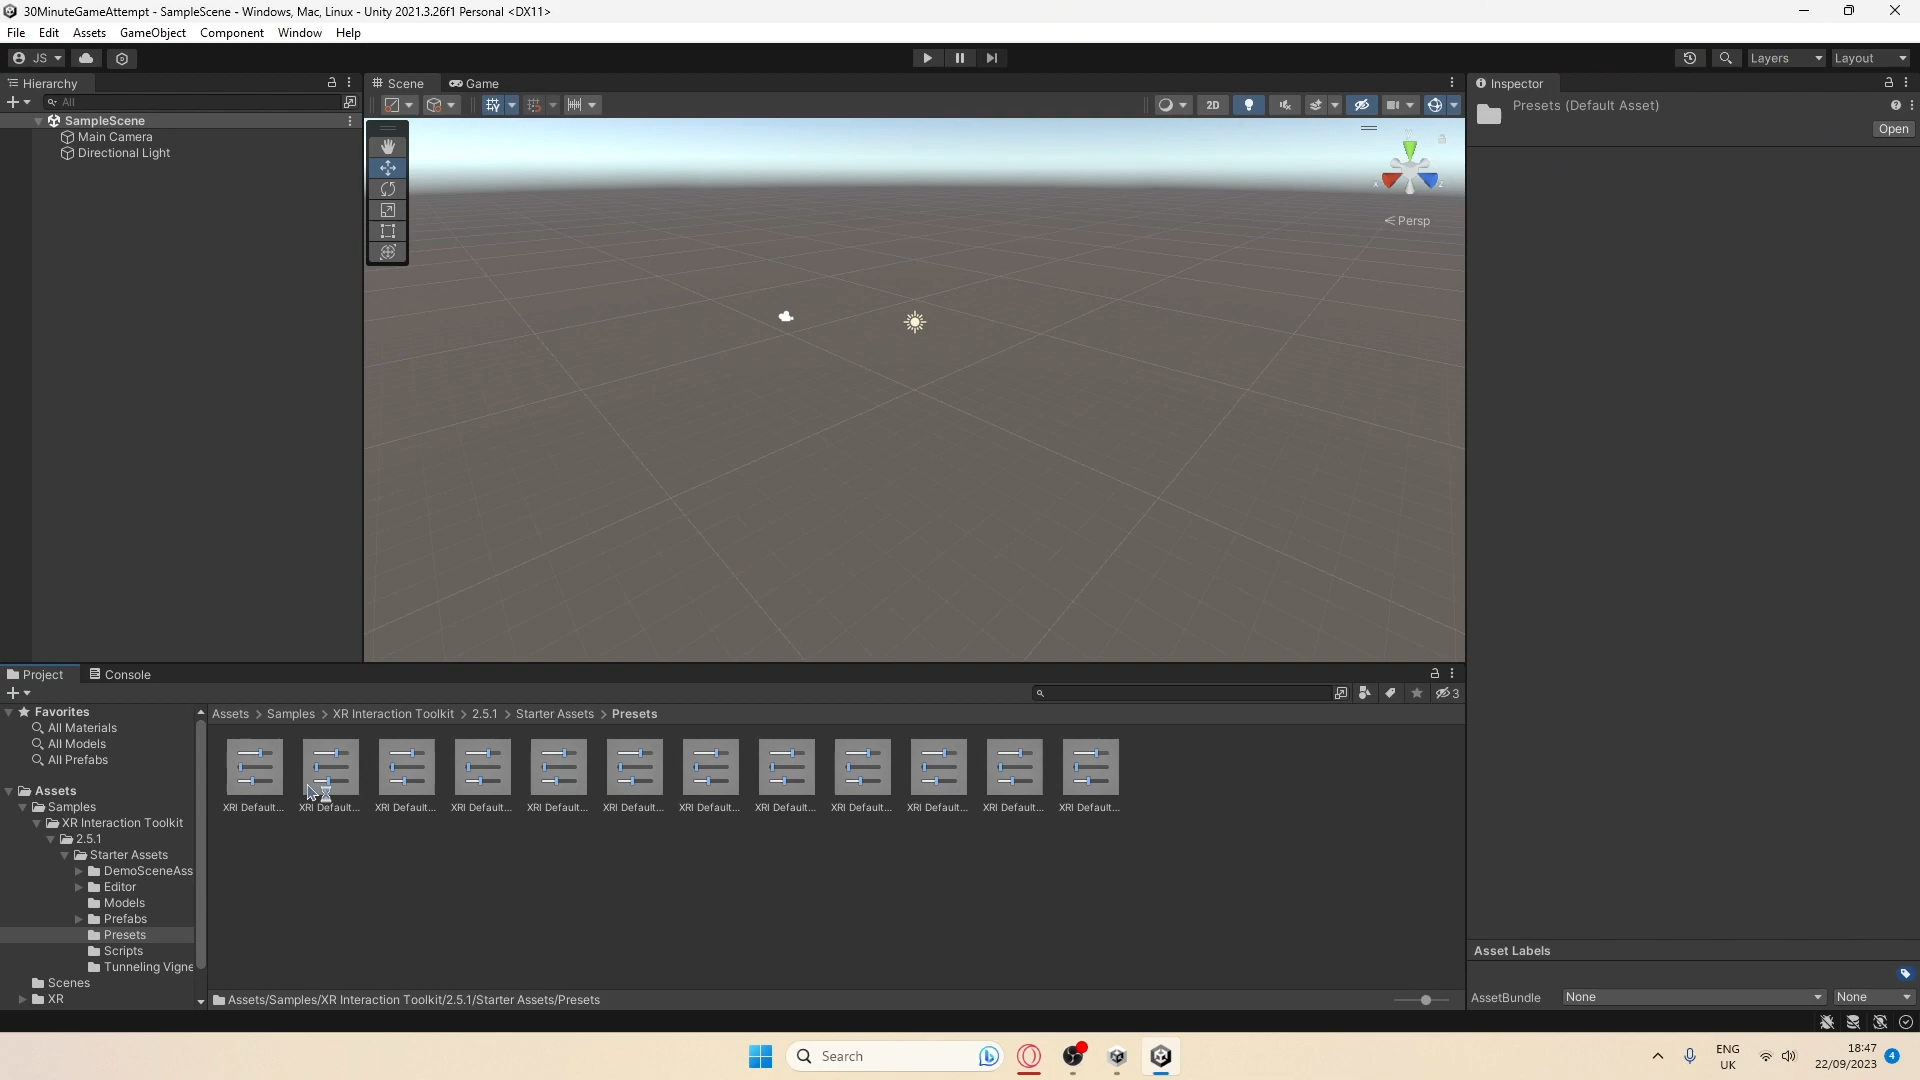 30MinuteGameAttempt - SampleScene - Windows, Mac, Linux - Unity 2021.3.26f1 Personal <DX11>
File Edit Assets GameObject Component Window Help
JS Layers Layout
Hierarchy Scene Game Inspector
All 2D Presets (Default Asset)
Open
SampleScene
Main Camera
Directional Light
y
x z
Persp
Project Console
3
Favorites
All Materials
All Models
All Prefabs
Assets
Samples
XR Interaction Toolkit
2.5.1
Starter Assets
DemoSceneAss
Editor
Models
Prefabs
Presets
Scripts
Tunneling Vigne
Scenes
XR
Assets > Samples > XR Interaction Toolkit > 2.5.1 > Starter Assets > Presets
XRI Default... XRI Default... XRI Default... XRI Default... XRI Default... XRI Default... XRI Default... XRI Default... XRI Default... XRI Default... XRI Default... XRI Default...
Assets/Samples/XR Interaction Toolkit/2.5.1/Starter Assets/Presets
Asset Labels
AssetBundle None None
Search
ENG
UK
18:47
22/09/2023
4